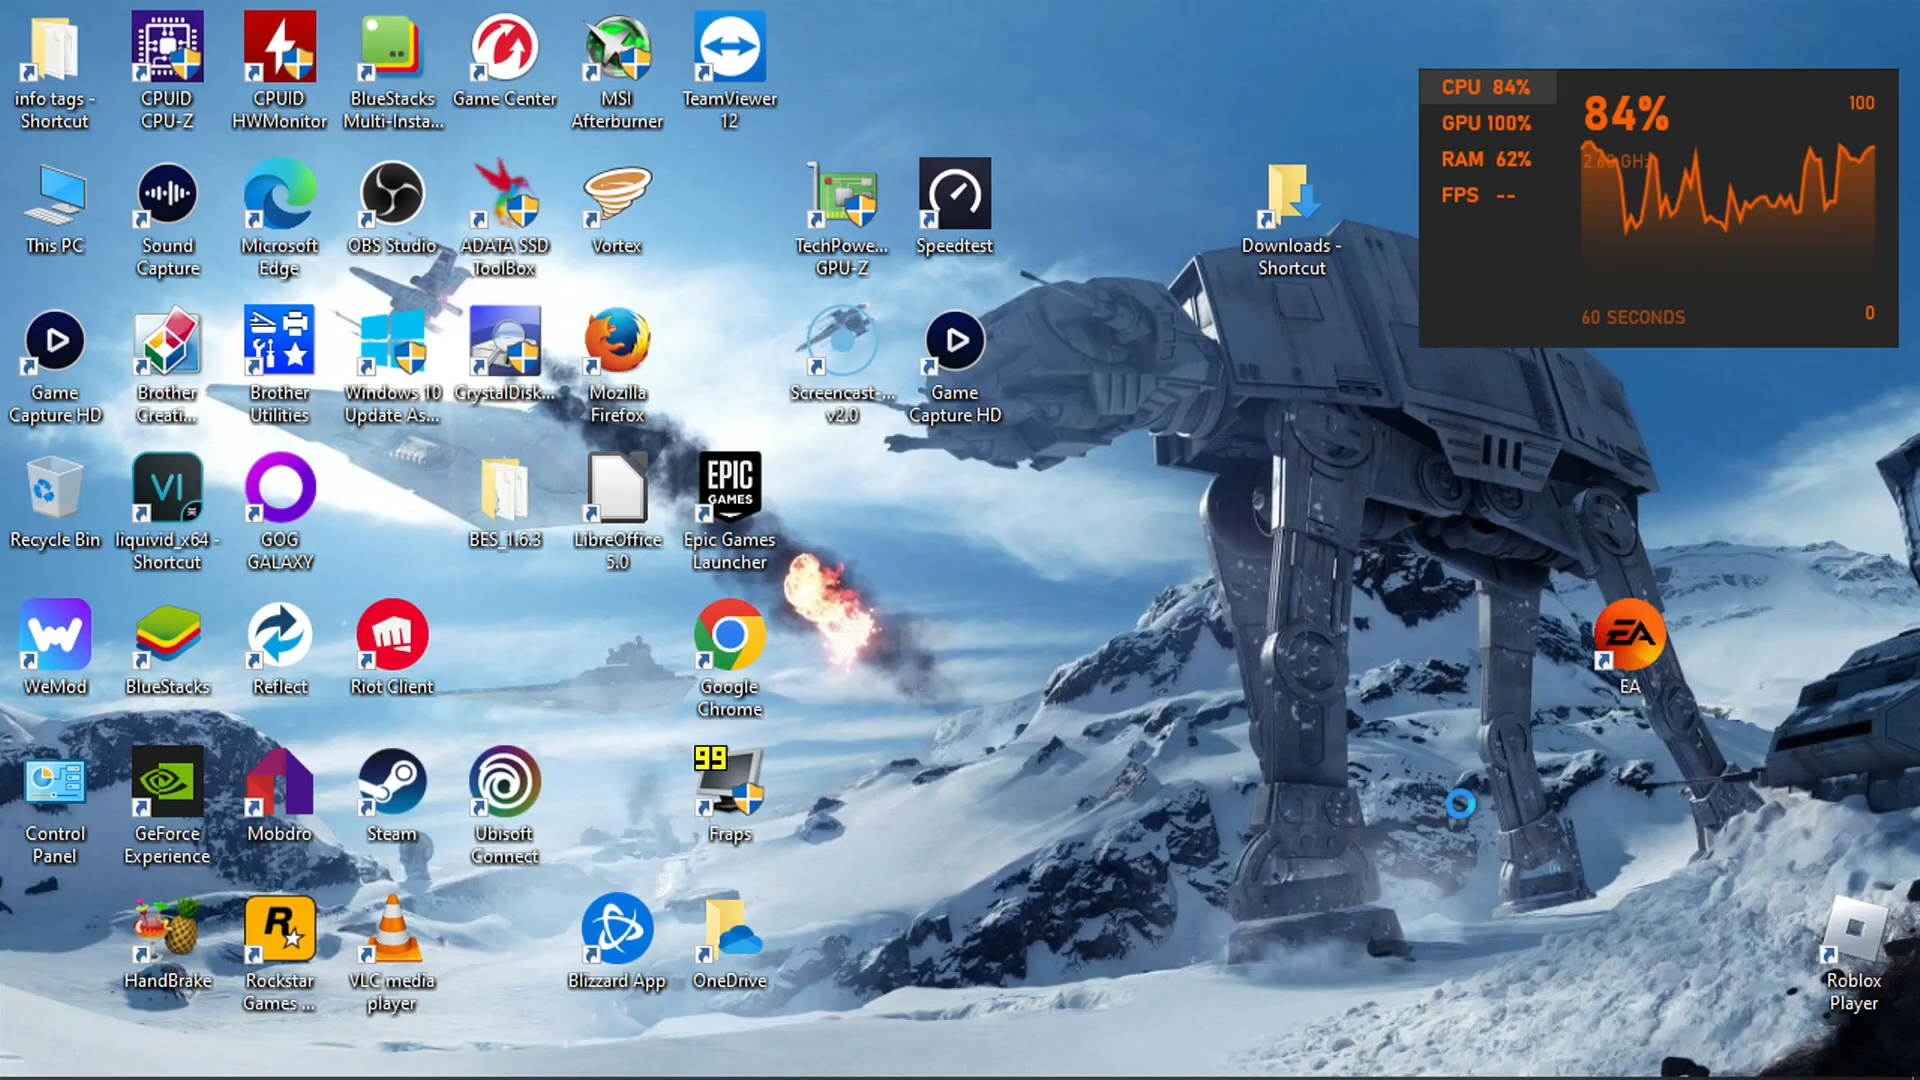 info tags -
Shortcut
CPUID
CPU-Z
CPUID
HWMonitor
BlueStacks
Multi-Insta...
Game Center
MSI
Afterburner
TeamViewer
12
This PC
Sound
Capture
Microsoft
Edge
OBS Studio
ADATA SSD
ToolBox
Vortex
TechPowe...
GPU-Z
Speedtest
Downloads -
Shortcut
CPU 84%
GPU 100%
RAM 62%
FPS --
84%
100
60 SECONDS
0
Game
Capture HD
Brother
Creati...
Brother
Utilities
Windows 10
Update As...
CrystalDisk...
Mozilla
Firefox
Screencast-...
v2.0
Game
Capture HD
Recycle Bin
VI
liquivid_x64 -
Shortcut
GOG
GALAXY
BES_1.6.3
LibreOffice
5.0
EPIC
GAMES
Epic Games
Launcher
WeMod
BlueStacks
Reflect
Riot Client
Google
Chrome
EA
EA
Control
Panel
GeForce
Experience
Mobdro
Steam
Ubisoft
Connect
99
Fraps
HandBrake
R
Rockstar
Games ...
VLC media
player
Blizzard App
OneDrive
Roblox
Player